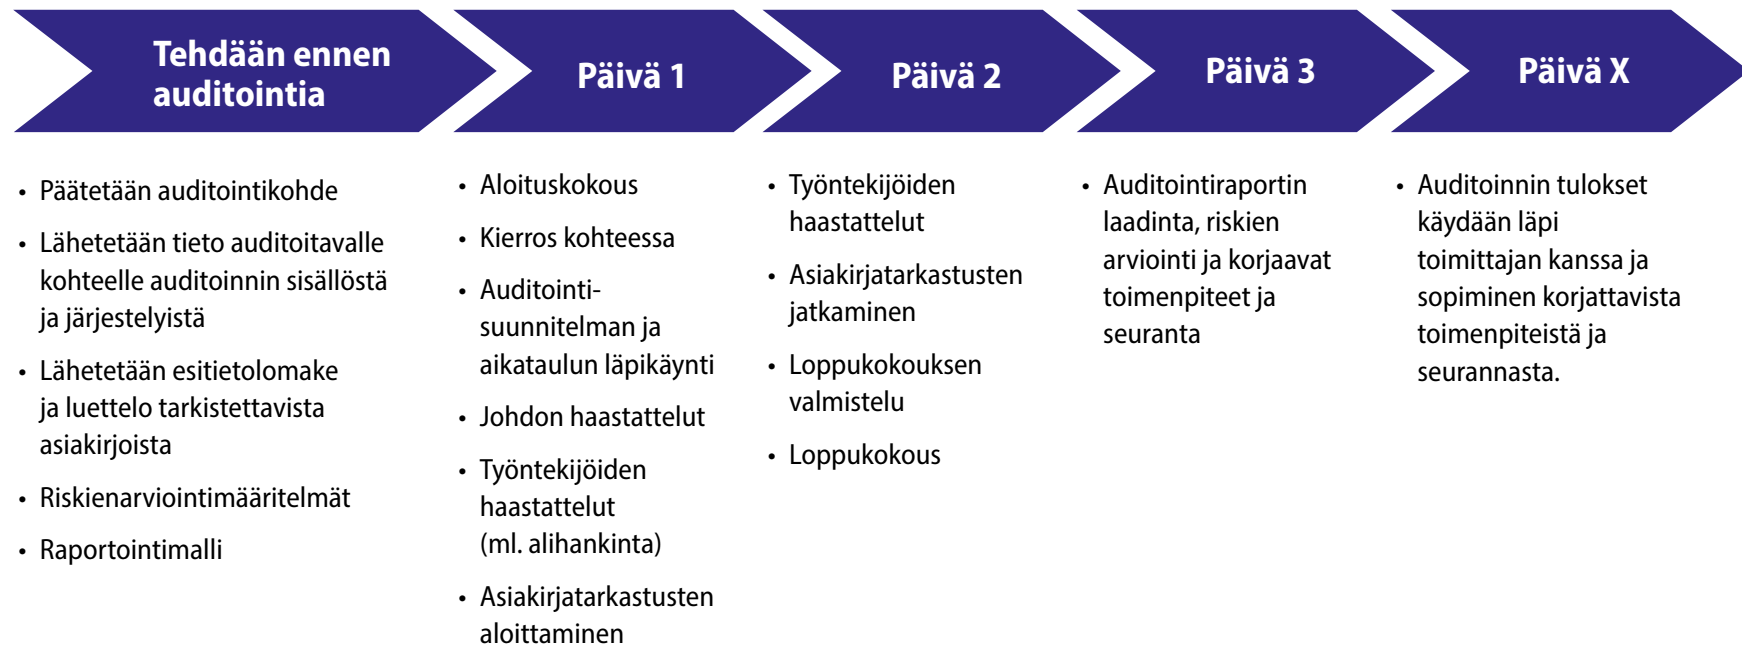 Tehdään ennen
auditointia
• Päätetään auditointikohde
• Lähetetään tieto auditoitavalle
kohteelle auditoinnin sisällöstä
ja järjestelyistä
• Lähetetään esitietolomake
ja luettelo tarkistettavista
asiakirjoista
• Riskienarviointimääritelmät
• Raportointimalli
Päivä 1
• Aloituskokous
• Kierros kohteessa
• Auditointi-
suunnitelman ja
aikataulun läpikäynti
• Johdon haastattelut
• Työntekijöiden
haastattelut
(ml. alihankinta)
• Asiakirjatarkastusten
aloittaminen
Päivä 2
• Työntekijöiden
haastattelut
• Asiakirjatarkastusten
jatkaminen
• Loppukokouksen
valmistelu
• Loppukokous
Päivä 3
• Auditointiraportin
laadinta, riskien
arviointi ja korjaavat
toimenpiteet ja
seuranta
Päivä X
• Auditoinnin tulokset
käydään läpi
toimittajan kanssa ja
sopiminen korjattavista
toimenpiteistä ja
seurannasta.